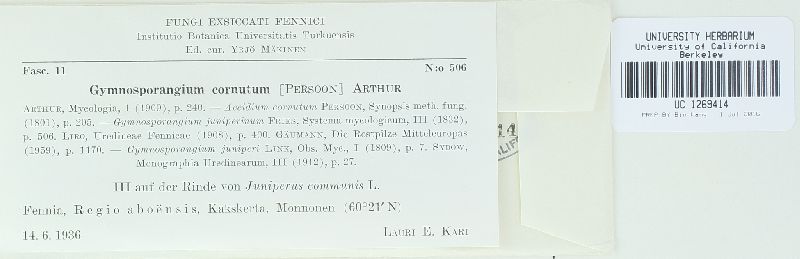 FUNGI EXSICCATI FENNICI
Instituto Botanica Universitatis Turkuensis
Ed. cur. YRJÖ MÄKINEN
Fasc. 11 N:o 506
Gymnosporangium cornutum [PERSOON] ARTHUR
ARTHUR, Mycologia, I (1909), p. 240. — Aecidium cornutum PERSOON, Synopsis meth. fung.
(1801), p. 205. — Gymnosporangium juniperinum FRIES, Systema mycologicum, III (1832),
p. 506. LIRO, Uredineae Fennicae (1908), p. 400. GÄUMANN, Die Rostpilze Mitteleuropas
(1959), p. 1170. — Gymnosporangium juniperi LINK, Obs. Myc., I (1809), p. 7. SYDOW,
Monographia Uredinearum, III (1912), p. 27.
III auf der Rinde von Juniperus communis L.
Fennia, Regio aboënsis, Kakskerta, Monnonen (60°21′N)
14. 6. 1936 LAURI E. KARI
UNIVERSITY HERBARIUM
University of California
Berkeley
UC 1269414